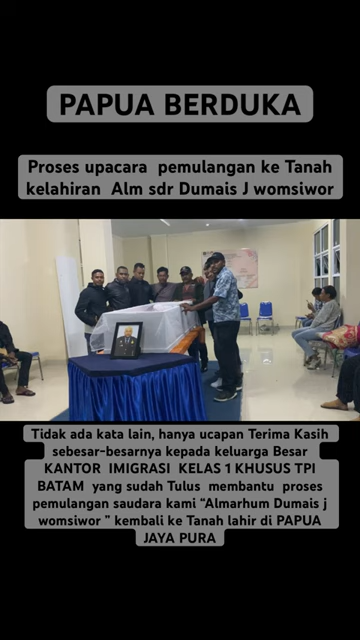 PAPUA BERDUKA
Proses upacara pemulangan ke Tanah
kelahiran Alm sdr Dumais J womsiwor
Tidak ada kata lain, hanya ucapan Terima Kasih
sebesar-besarnya kepada keluarga Besar
KANTOR IMIGRASI KELAS 1 KHUSUS TPI
BATAM yang sudah Tulus membantu proses
pemulangan saudara kami “Almarhum Dumais j
womsiwor ” kembali ke Tanah lahir di PAPUA
JAYA PURA